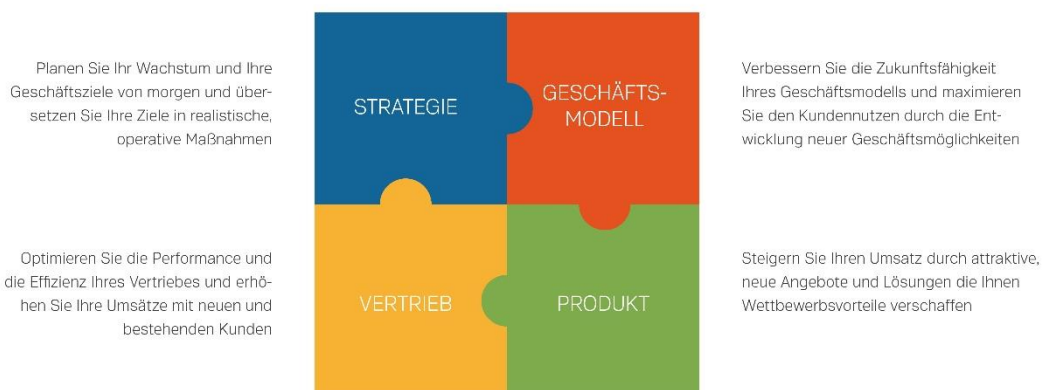 Planen Sie Ihr Wachstum und Ihre
Geschäftsziele von morgen und über-
setzen Sie Ihre Ziele in realistische,
operative Maßnahmen
STRATEGIE
GESCHÄFTS-
MODELL
Verbessern Sie die Zukunftsfähigkeit
Ihres Geschäftsmodells und maximieren
Sie den Kundennutzen durch die Ent-
wicklung neuer Geschäftsmöglichkeiten
Optimieren Sie die Performance und
die Effizienz Ihres Vertriebes und erhö-
hen Sie Ihre Umsätze mit neuen und
bestehenden Kunden
VERTRIEB
PRODUKT
Steigern Sie Ihren Umsatz durch attraktive,
neue Angebote und Lösungen die Ihnen
Wettbewerbsvorteile verschaffen